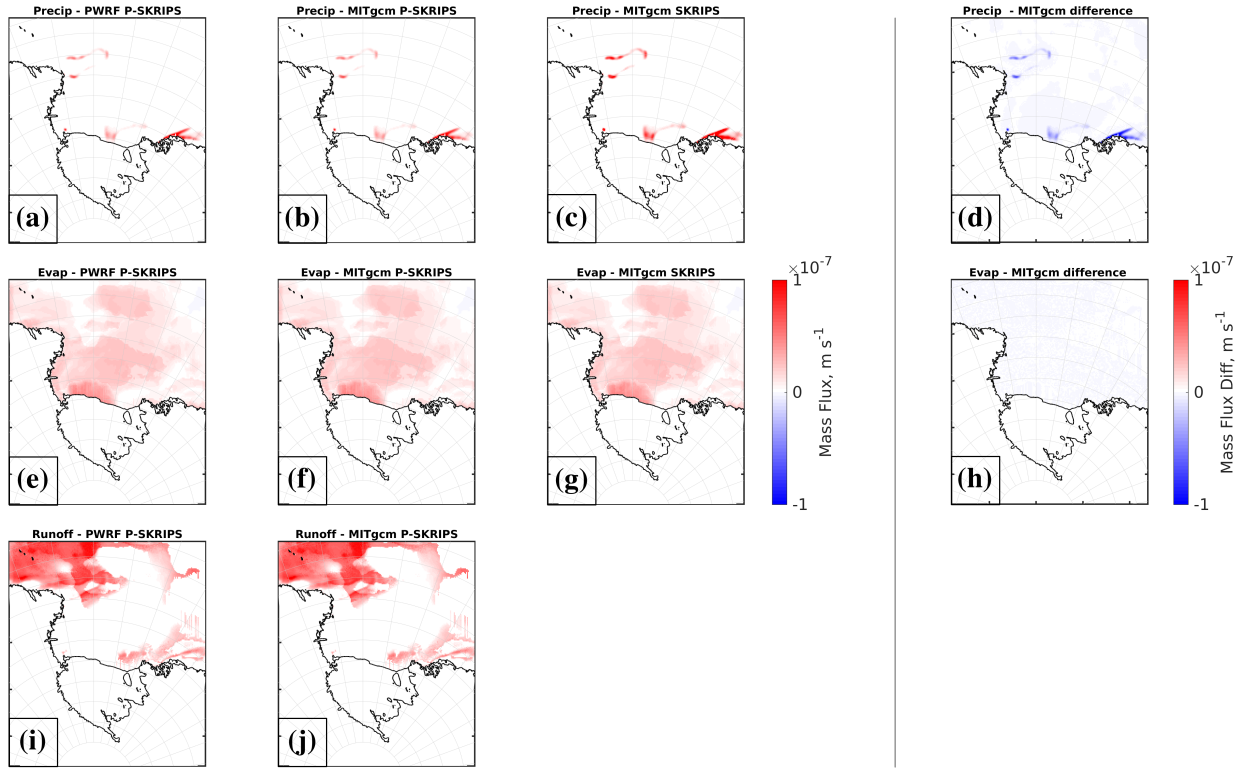 Precip - PWRF P-SKRIPS
Precip - MITgcm P-SKRIPS
Precip - MITgcm SKRIPS
Precip - MITgcm difference
(a)
(b)
(c)
(d)
Evap - PWRF P-SKRIPS
Evap - MITgcm P-SKRIPS
Evap - MITgcm SKRIPS
Evap - MITgcm difference
×10⁻⁷
1
0
-1
Mass Flux, m s⁻¹
×10⁻⁷
1
0
-1
Mass Flux Diff, m s⁻¹
(e)
(f)
(g)
(h)
Runoff - PWRF P-SKRIPS
Runoff - MITgcm P-SKRIPS
(i)
(j)